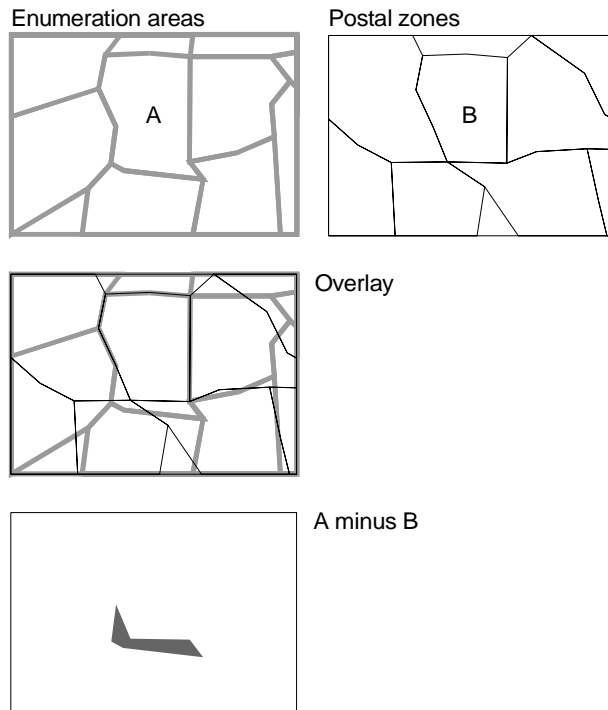 Enumeration areas
Postal zones
A
B
Overlay
A minus B